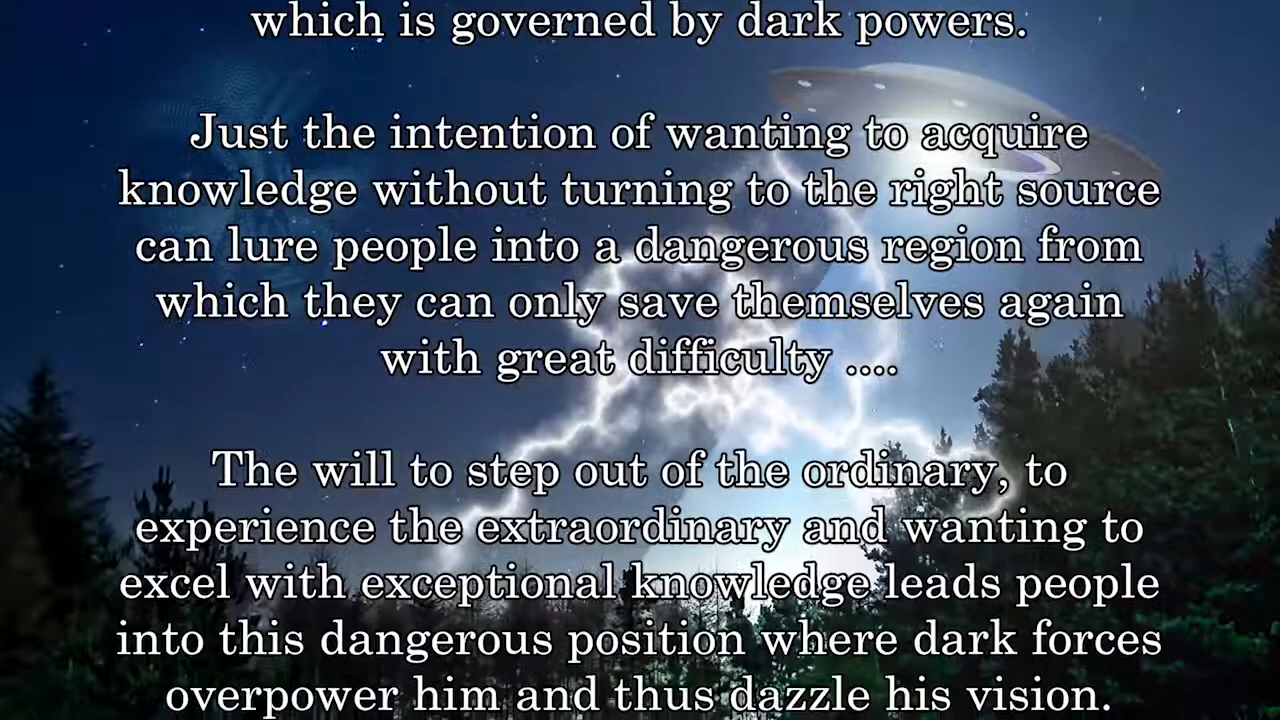 which is governed by dark powers.
Just the intention of wanting to acquire
knowledge without turning to the right source
can lure people into a dangerous region from
which they can only save themselves again
with great difficulty ....
The will to step out of the ordinary, to
experience the extraordinary and wanting to
excel with exceptional knowledge leads people
into this dangerous position where dark forces
overpower him and thus dazzle his vision.